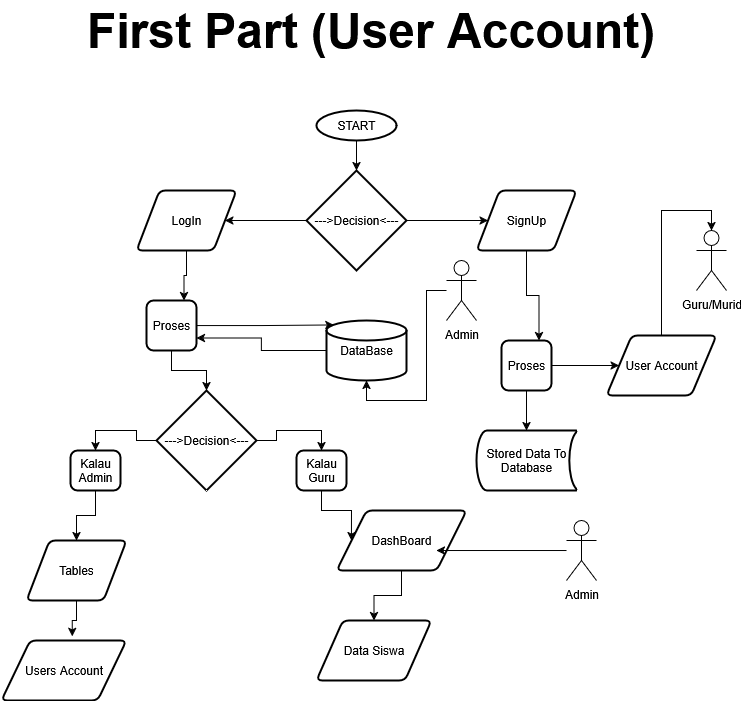 First Part (User Account)
START
LogIn
--->Decision<---
SignUp
Guru/Murid
Proses
DataBase
Admin
Proses
User Account
--->Decision<---
Kalau
Admin
Kalau
Guru
Stored Data To
Database
Tables
DashBoard
Admin
Users Account
Data Siswa